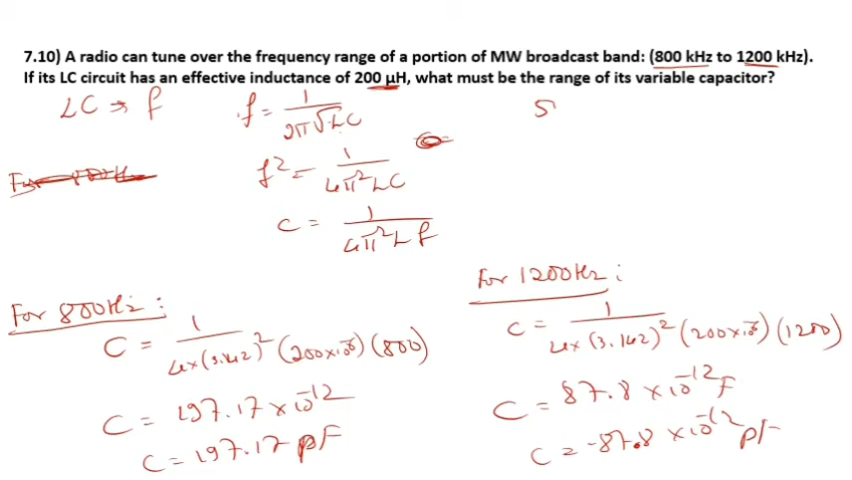 7.10) A radio can tune over the frequency range of a portion of MW broadcast band: (800 kHz to 1200 kHz).
If its LC circuit has an effective inductance of 200 μH, what must be the range of its variable capacitor?
LC ⇒ f
f = 1 / 2π√LC
f² = 1 / 4π²LC
C = 1 / 4π²L f
For 800Hz :
C = 1 / 4×(3.142)² (200×10⁻⁶) (800)
C = 197.17 × 10⁻¹²
C = 197.17 pF
For 1200Hz :
C = 1 / 4×(3.142)² (200×10⁻⁶) (1200)
C = 87.8 × 10⁻¹² F
C = 87.8 × 10⁻¹² pF